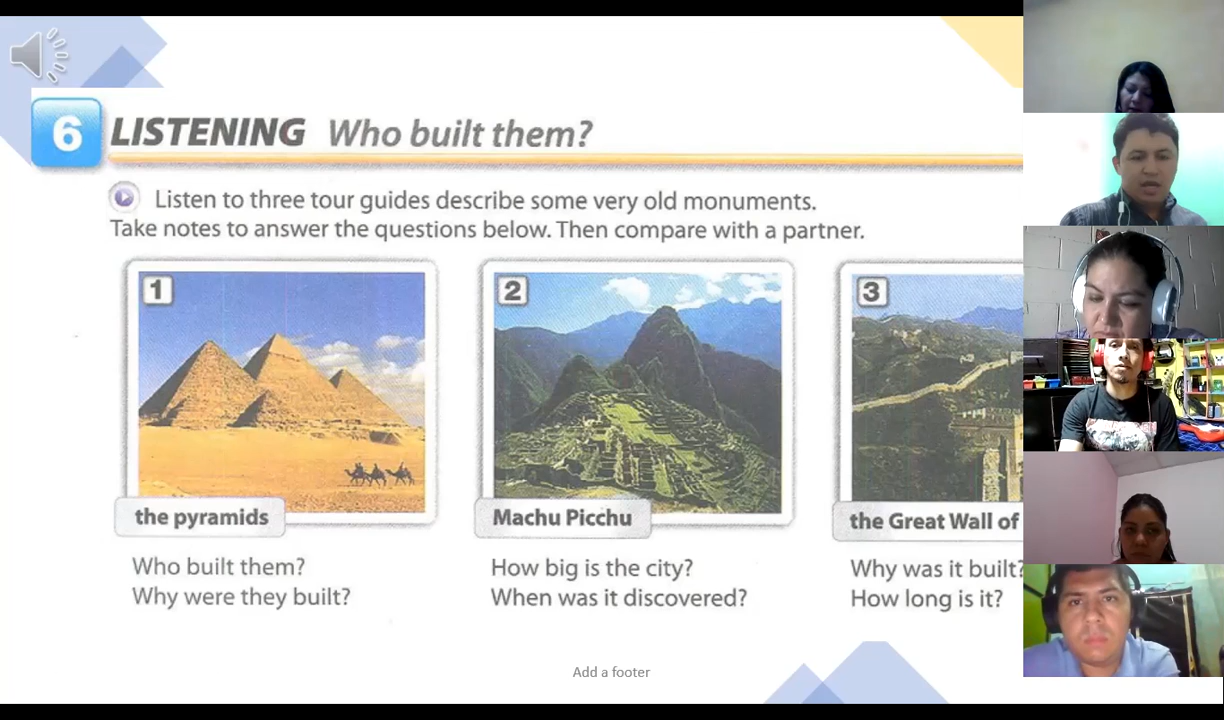 6 LISTENING Who built them?
Listen to three tour guides describe some very old monuments.
Take notes to answer the questions below. Then compare with a partner.
1
the pyramids
Who built them?
Why were they built?
2
Machu Picchu
How big is the city?
When was it discovered?
3
the Great Wall of
Why was it built?
How long is it?
Add a footer